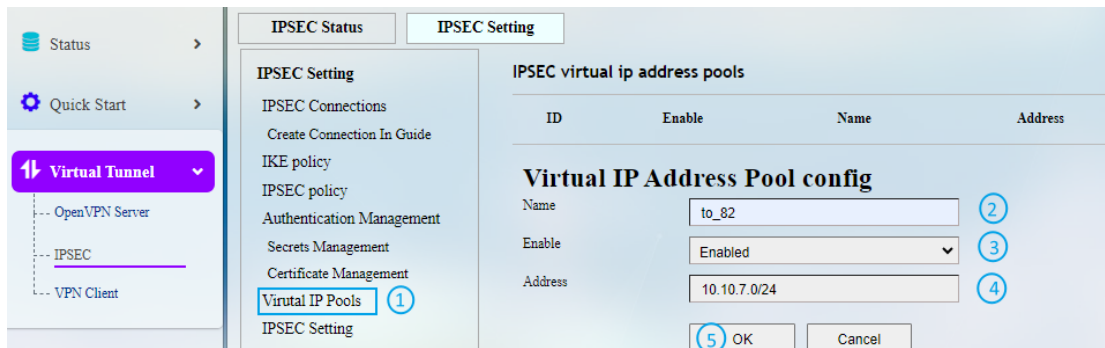 IPSEC Status
IPSEC Setting
Status
Quick Start
Virtual Tunnel
OpenVPN Server
IPSEC
VPN Client
IPSEC Setting
IPSEC Connections
Create Connection In Guide
IKE policy
IPSEC policy
Authentication Management
Secrets Management
Certificate Management
Virutal IP Pools 1
IPSEC Setting
IPSEC virtual ip address pools
ID Enable Name Address
Virtual IP Address Pool config
Name to_82 2
Enable Enabled 3
Address 10.10.7.0/24 4
5 OK Cancel